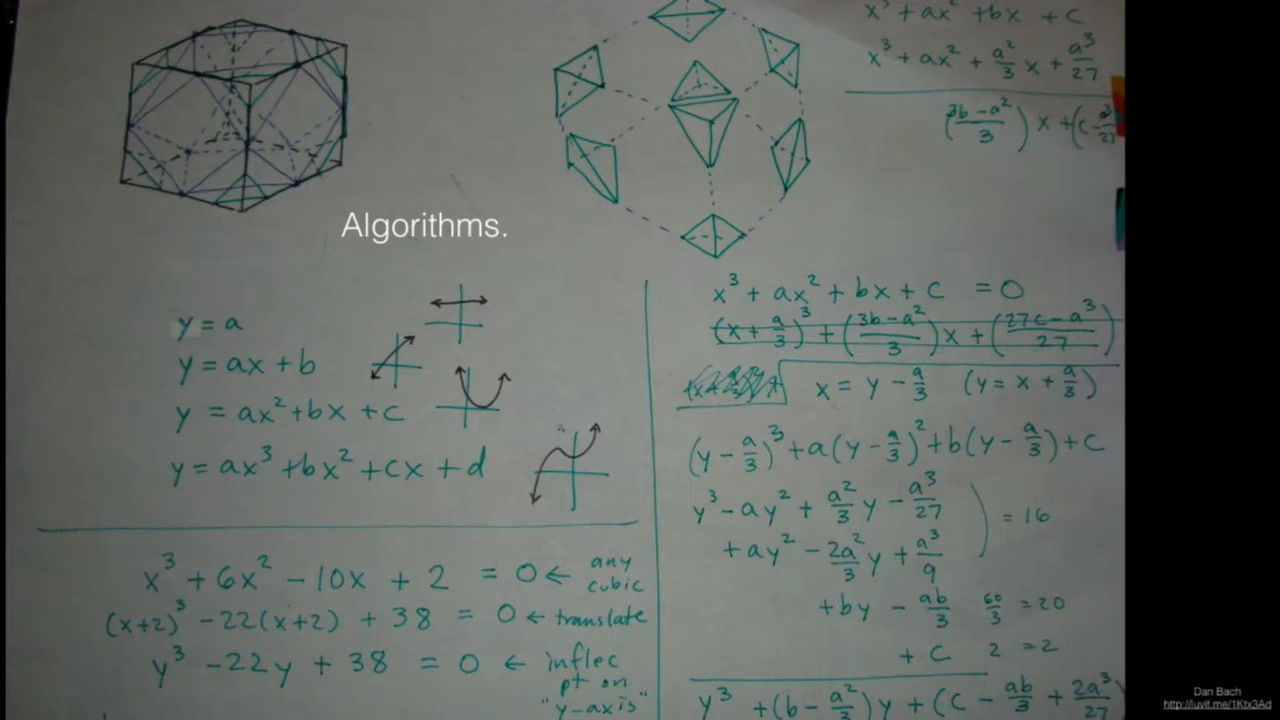 x³ + ax² + bx + c
x³ + ax² + a²/3 x + a³/27
(3b - a²/3) x + (c - a³/27
Algorithms.
y = a
y = ax + b
y = ax² + bx + c
y = ax³ + bx² + cx + d
x³ + 6x² - 10x + 2 = 0 ← any cubic
(x+2)³ - 22(x+2) + 38 = 0 ← translate
y³ - 22y + 38 = 0 ← inflec
pt on
"y-axis"
x³ + ax² + bx + c = 0
(x + a/3)³ + (3b - a²/3) x + (27c - a³/27)
x = y - a/3 (y = x + a/3)
(y - a/3)³ + a(y - a/3)² + b(y - a/3) + c
y³ - ay² + a²/3 y - a³/27
) = 16
+ ay² - 2a²/3 y + a³/9
+ by - ab/3 60/3 = 20
+ c 2 = 2
y³ + (b - a²/3) y + (c - ab/3 + 2a³/27)
Dan Bach
http://luvit.me/1Ktx3Ad